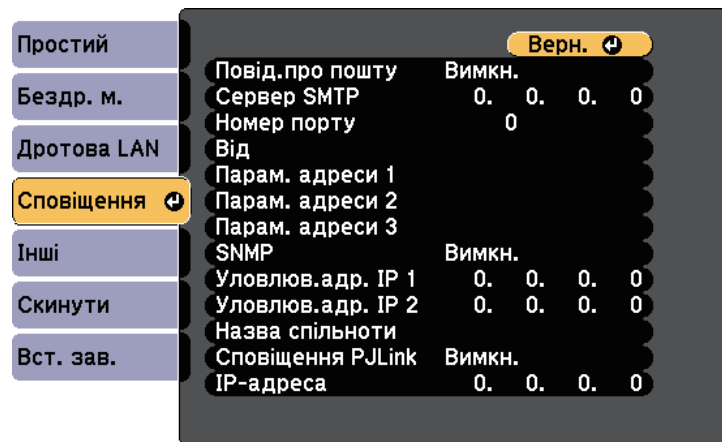 Простий
Бездр. м.
Дротова LAN
Сповіщення
Інші
Скинути
Вст. зав.
Верн.
Повід.про пошту Вимкн.
Сервер SMTP 0. 0. 0. 0
Номер порту 0
Від
Парам. адреси 1
Парам. адреси 2
Парам. адреси 3
SNMP Вимкн.
Уловлюв.адр. IP 1 0. 0. 0. 0
Уловлюв.адр. IP 2 0. 0. 0. 0
Назва спільноти
Сповіщення PJLink Вимкн.
IP-адреса 0. 0. 0. 0